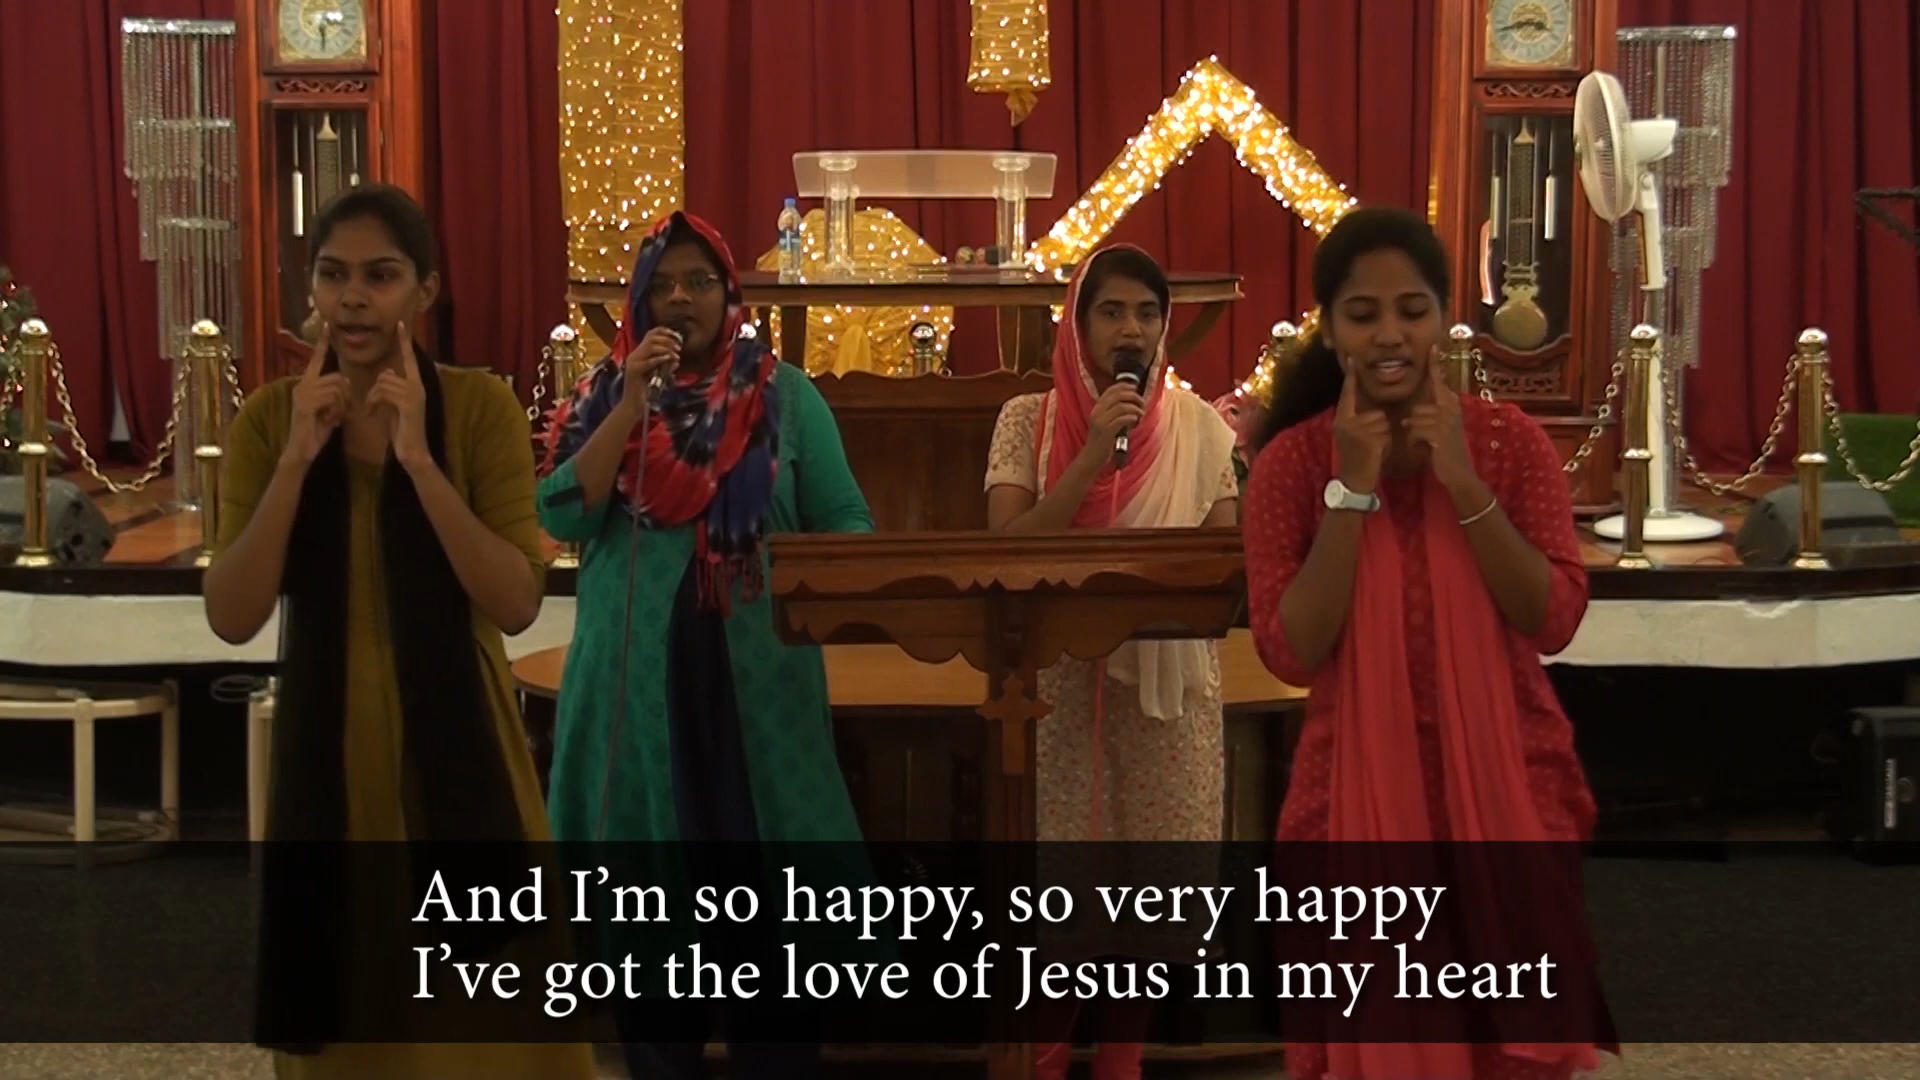 And I’m so happy, so very happy
I’ve got the love of Jesus in my heart